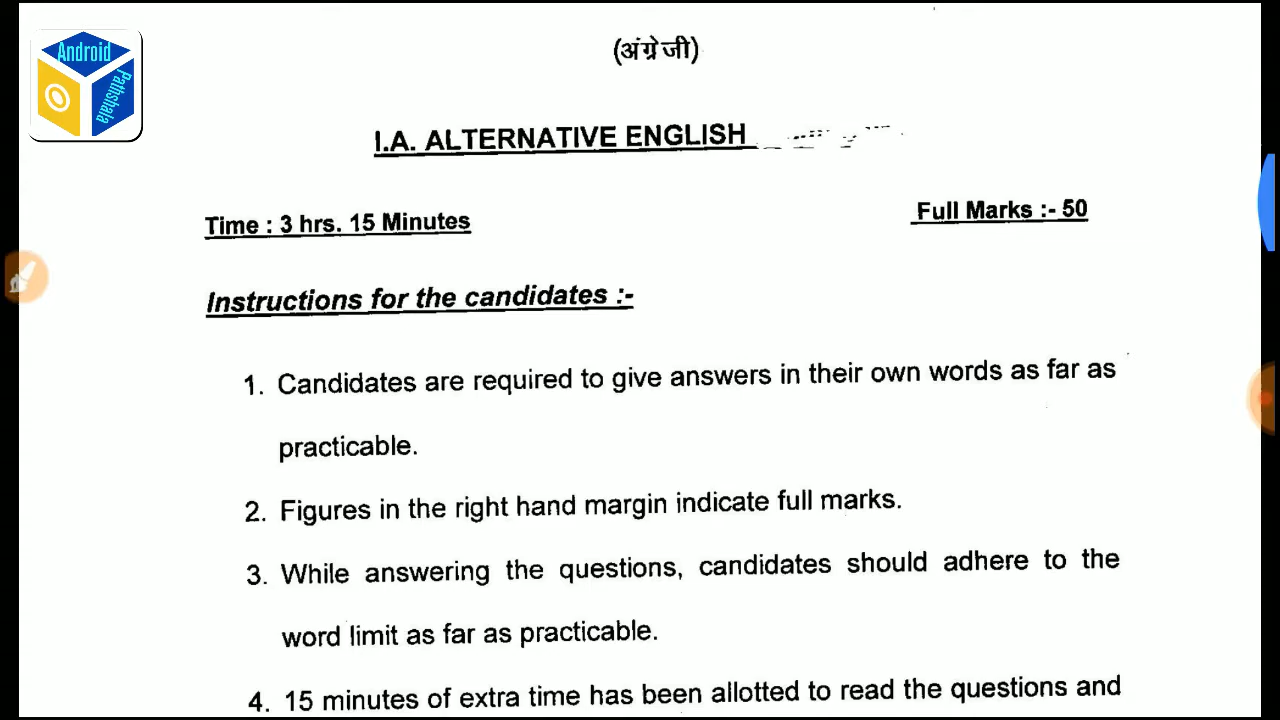 Android
Pathshala
(अंग्रेजी)
I.A. ALTERNATIVE ENGLISH
Time : 3 hrs. 15 Minutes
Full Marks :- 50
Instructions for the candidates :-
1. Candidates are required to give answers in their own words as far as
practicable.
2. Figures in the right hand margin indicate full marks.
3. While answering the questions, candidates should adhere to the
word limit as far as practicable.
4. 15 minutes of extra time has been allotted to read the questions and